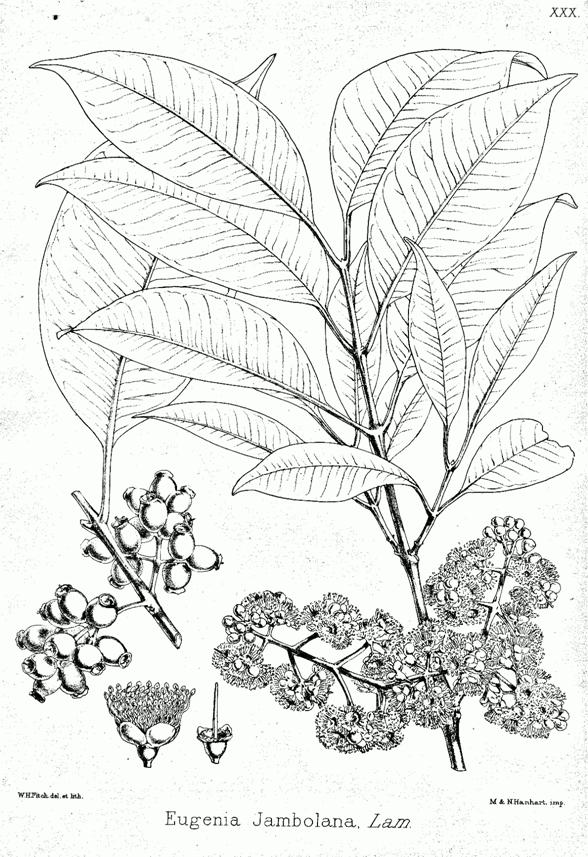 XXX.
W.H.Fitch. del. et lith.
M & N Hanhart, imp.
Eugenia Jambolana, Lam.